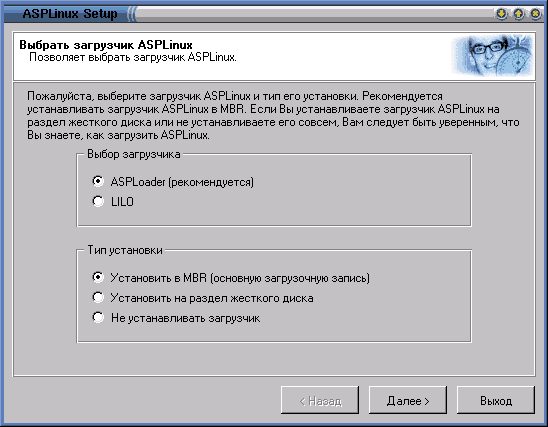 ASPLinux Setup
Выбрать загрузчик ASPLinux
Позволяет выбрать загрузчик ASPLinux.
Пожалуйста, выберите загрузчик ASPLinux и тип его установки. Рекомендуется
устанавливать загрузчик ASPLinux в MBR. Если Вы устанавливаете загрузчик ASPLinux на
раздел жесткого диска или не устанавливаете его совсем, Вам следует быть уверенным, что
Вы знаете, как загрузить ASPLinux.
Выбор загрузчика
ASPLoader (рекомендуется)
LILO
Тип установки
Установить в MBR (основную загрузочную запись)
Установить на раздел жесткого диска
Не устанавливать загрузчик
< Назад
Далее >
Выход